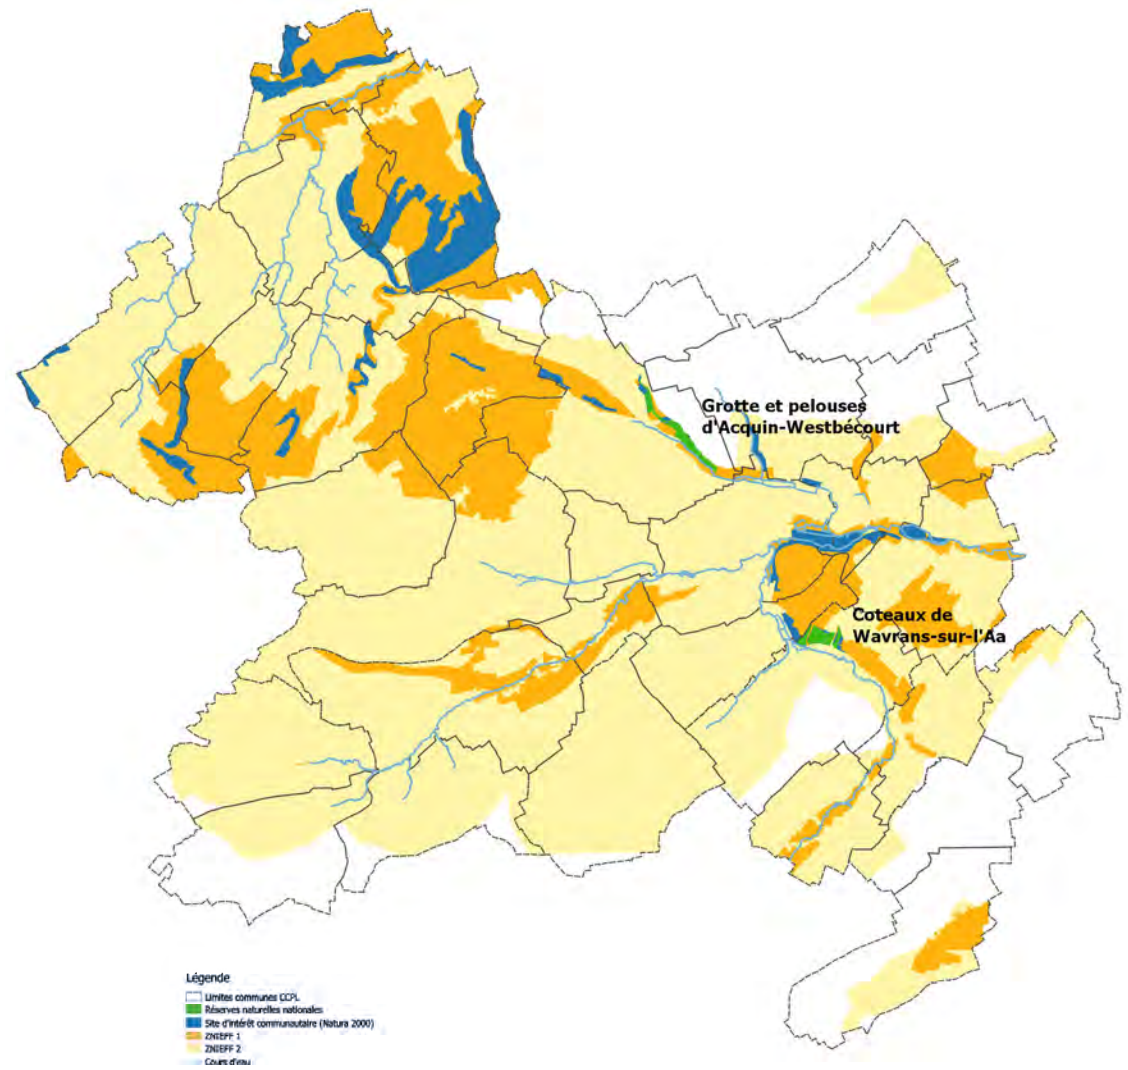 Grotte et pelouses
d'Acquin-Westbécourt
Coteaux de
Wavrans-sur-l'Aa
Légende
Limites communes CCPL
Réserves naturelles nationales
Site d'intérêt communautaire (Natura 2000)
ZNIEFF 1
ZNIEFF 2
Cours d'eau